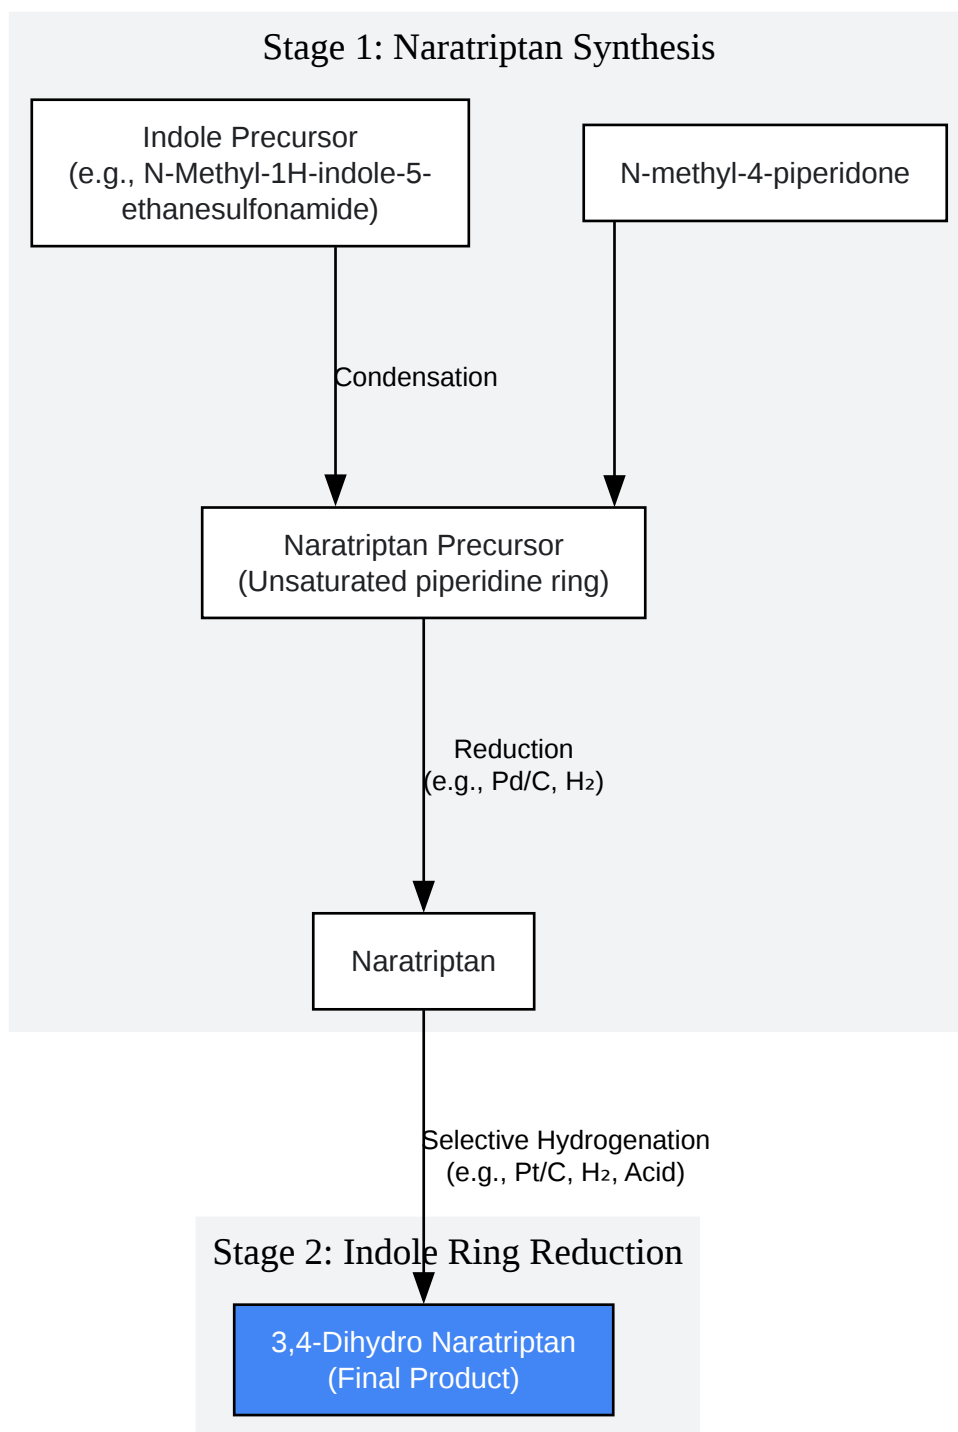 Stage 1: Naratriptan Synthesis
Indole Precursor
(e.g., N-Methyl-1H-indole-5-
ethanesulfonamide)
N-methyl-4-piperidone
Condensation
Naratriptan Precursor
(Unsaturated piperidine ring)
Reduction
(e.g., Pd/C, H₂)
Naratriptan
Selective Hydrogenation
(e.g., Pt/C, H₂, Acid)
Stage 2: Indole Ring Reduction
3,4-Dihydro Naratriptan
(Final Product)